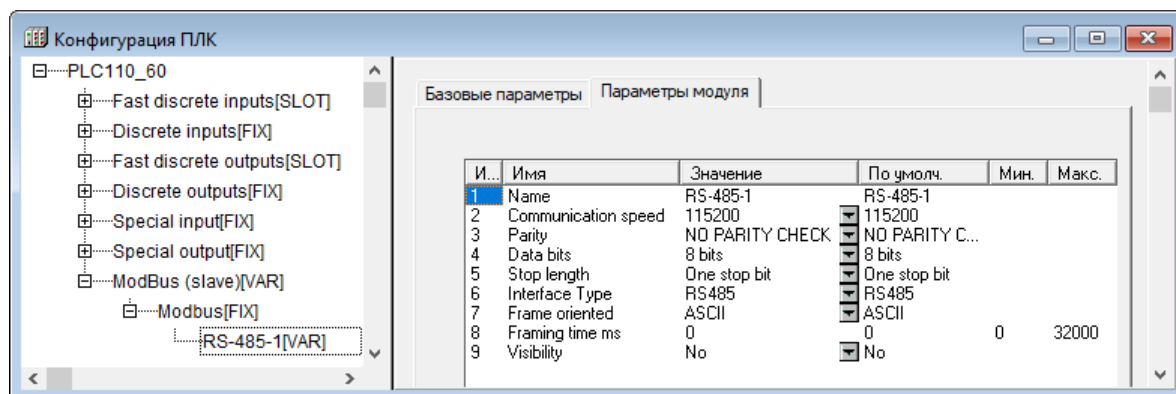 Конфигурация ПЛК
PLC110_60
Fast discrete inputs[SLOT]
Discrete inputs[FIX]
Fast discrete outputs[SLOT]
Discrete outputs[FIX]
Special input[FIX]
Special output[FIX]
ModBus (slave)[VAR]
Modbus[FIX]
RS-485-1[VAR]
Базовые параметры Параметры модуля
И... Имя Значение По умолч. Мин. Макс.
1 Name RS-485-1 RS-485-1
2 Communication speed 115200 115200
3 Parity NO PARITY CHECK NO PARITY C...
4 Data bits 8 bits 8 bits
5 Stop length One stop bit One stop bit
6 Interface Type RS485 RS485
7 Frame oriented ASCII ASCII
8 Framing time ms 0 0 0 32000
9 Visibility No No